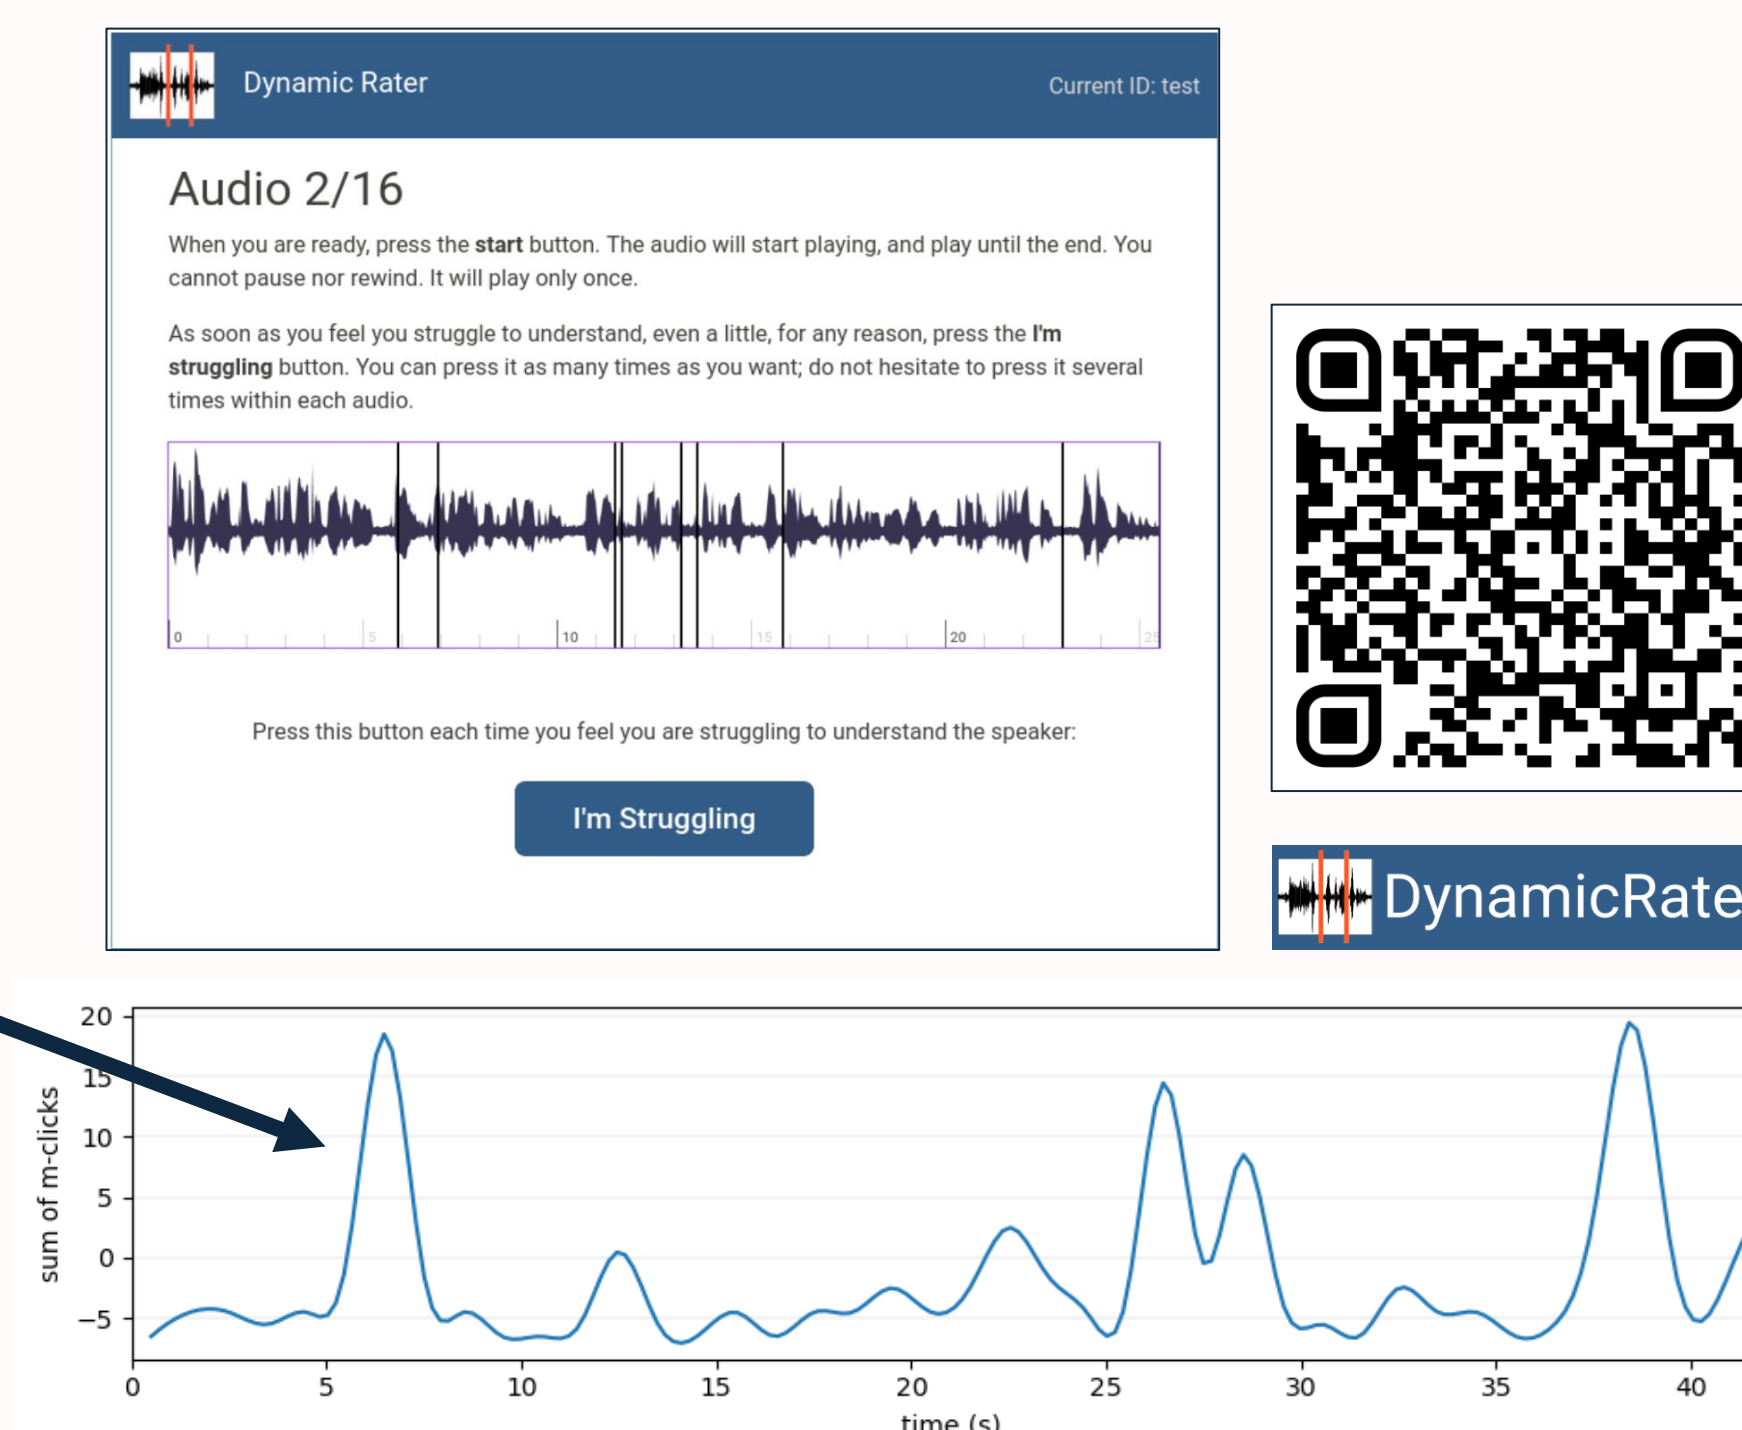 Dynamic Rater
Current ID: test
Audio 2/16
When you are ready, press the start button. The audio will start playing, and play until the end. You
cannot pause nor rewind. It will play only once.
As soon as you feel you struggle to understand, even a little, for any reason, press the I'm
struggling button. You can press it as many times as you want; do not hesitate to press it several
times within each audio.
0 5 10 15 20 25
Press this button each time you feel you are struggling to understand the speaker:
I'm Struggling
DynamicRate
20
15
10
5
0
−5
sum of m-clicks
0 5 10 15 20 25 30 35 40
time (s)